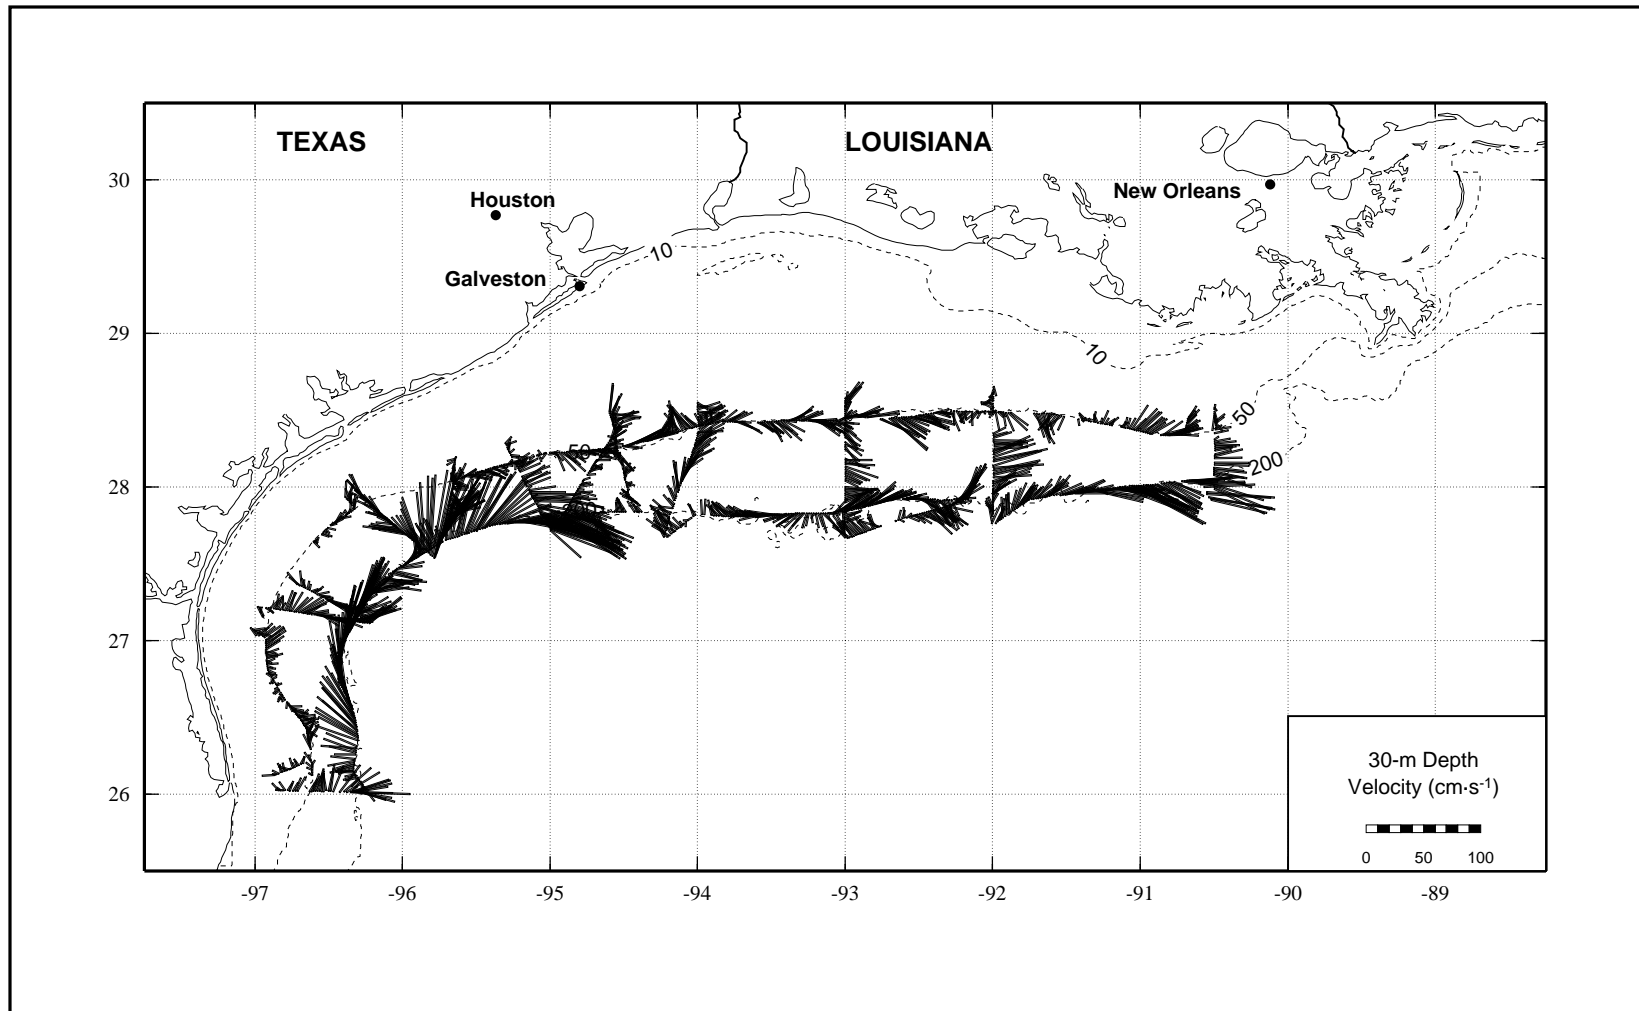 TEXAS
LOUISIANA
30
New Orleans
Houston
10
Galveston
29
10
50
50
200
28
27
30-m Depth
Velocity (cm·s-1)
26
0 50 100
-97 -96 -95 -94 -93 -92 -91 -90 -89